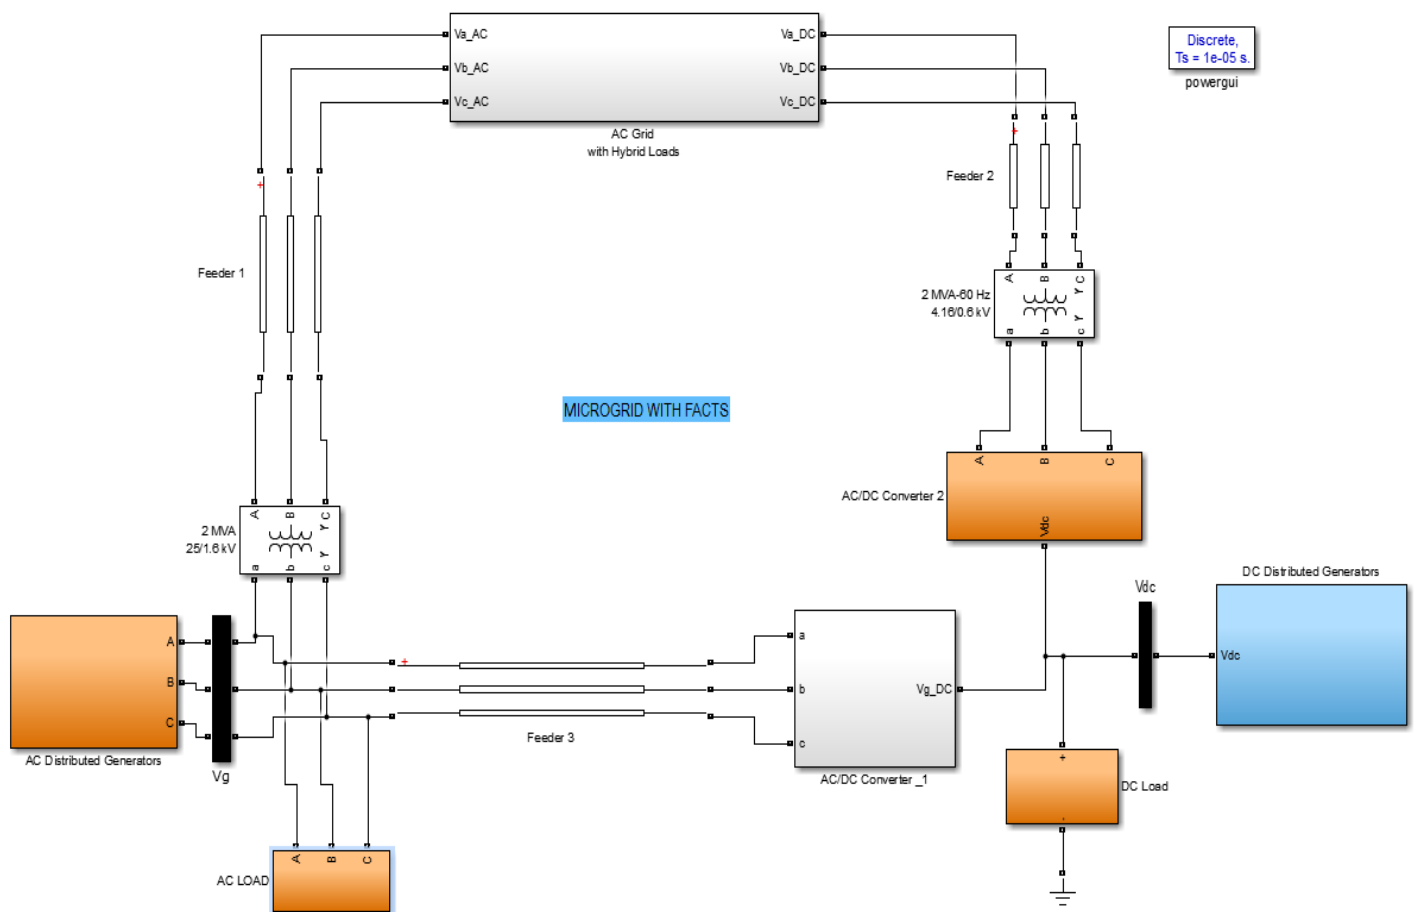 Va_AC
Va_DC
Vb_AC
Vb_DC
Vc_AC
Vc_DC
AC Grid
with Hybrid Loads
Discrete,
Ts = 1e-05 s.
powergui
+
+
Feeder 2
Feeder 1
A B C
Y
Y
a b c
2 MVA-60 Hz
4.16/0.6 kV
MICROGRID WITH FACTS
A B C
AC/DC Converter 2
Vdc
A B C
Y
Y
a b c
2 MVA
25/1.6 kV
DC Distributed Generators
Vdc
Vdc
A
B
C
AC Distributed Generators
Vg
+
Feeder 3
a
b
c
Vg_DC
AC/DC Converter _1
+
-
DC Load
A B C
AC LOAD